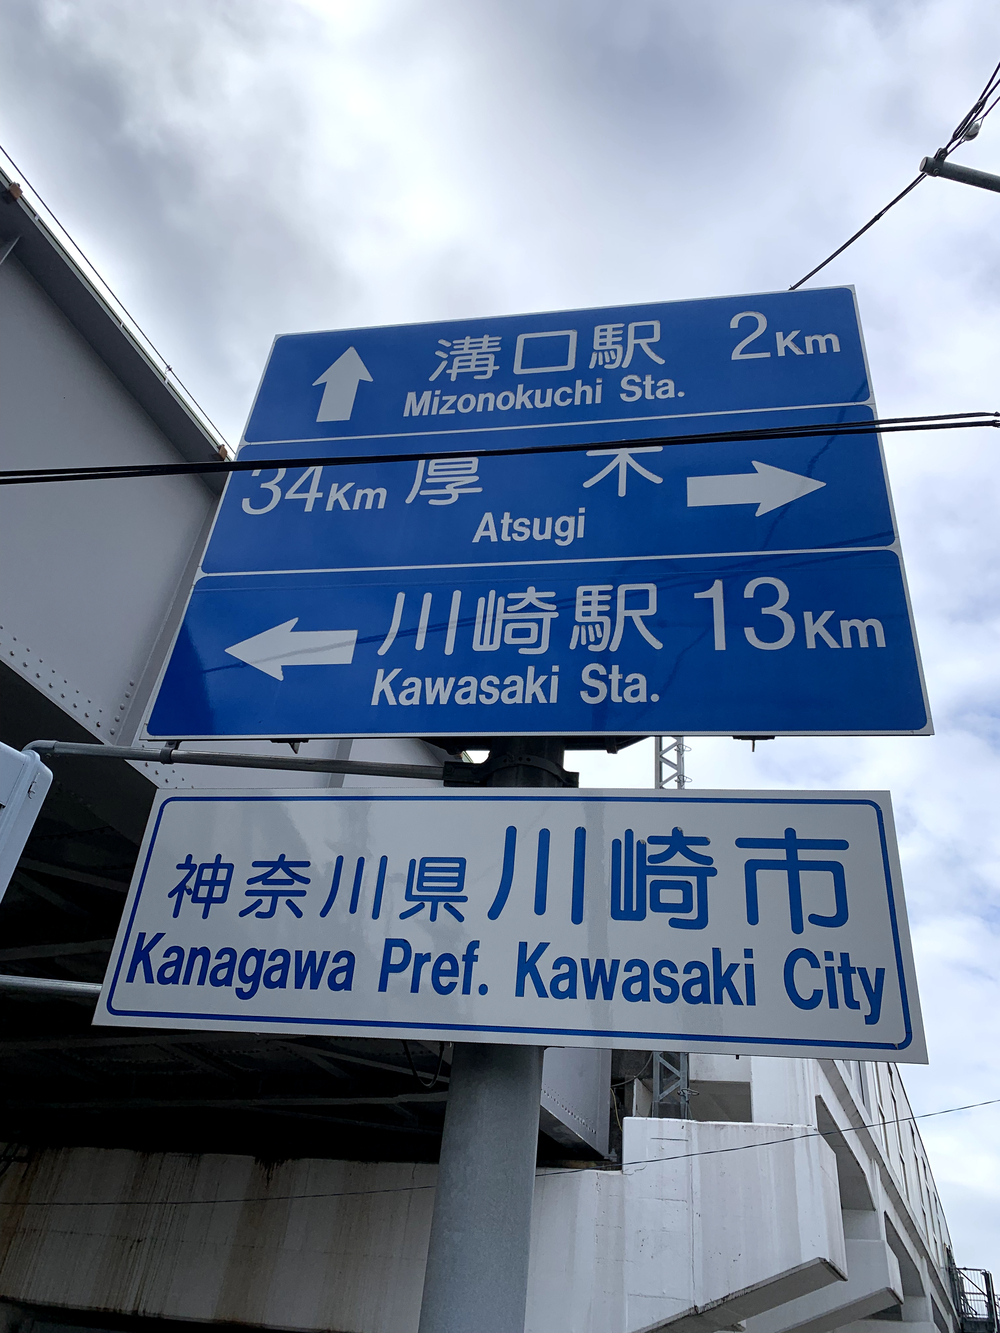 溝口駅 2Km
Mizonokuchi Sta.
34Km 厚木
Atsugi
川崎駅 13Km
Kawasaki Sta.
神奈川県川崎市
Kanagawa Pref. Kawasaki City